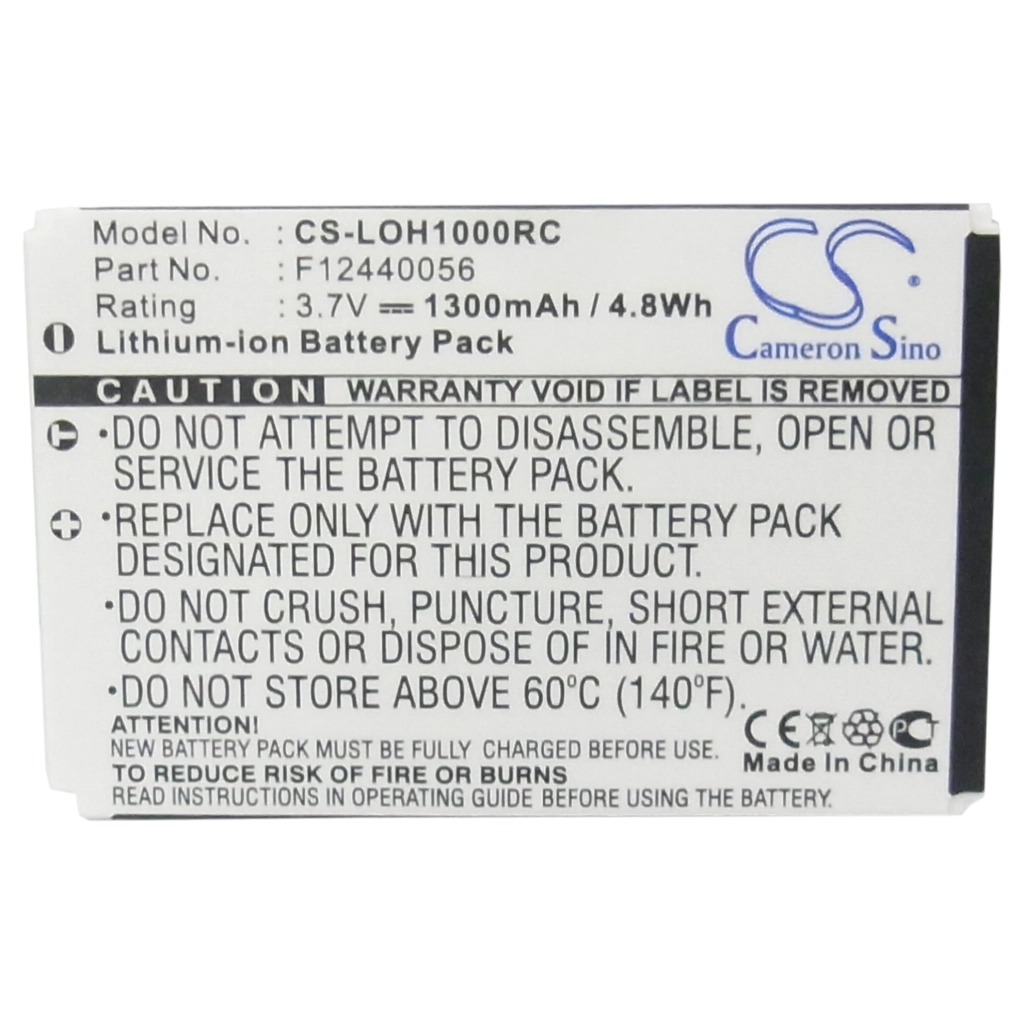 Model No. : CS-LOH1000RC
Part No. : F12440056
Rating : 3.7V ⎓ 1300mAh / 4.8Wh
Lithium-ion Battery Pack
CS ®
Cameron Sino
CAUTION WARRANTY VOID IF LABEL IS REMOVED
•DO NOT ATTEMPT TO DISASSEMBLE, OPEN OR
SERVICE THE BATTERY PACK.
•REPLACE ONLY WITH THE BATTERY PACK
DESIGNATED FOR THIS PRODUCT.
•DO NOT CRUSH, PUNCTURE, SHORT EXTERNAL
CONTACTS OR DISPOSE OF IN FIRE OR WATER.
•DO NOT STORE ABOVE 60°C (140°F).
ATTENTION!
NEW BATTERY PACK MUST BE FULLY CHARGED BEFORE USE.
TO REDUCE RISK OF FIRE OR BURNS
READ INSTRUCTIONS IN OPERATING GUIDE BEFORE USING THE BATTERY.
CE PCT
Made In China